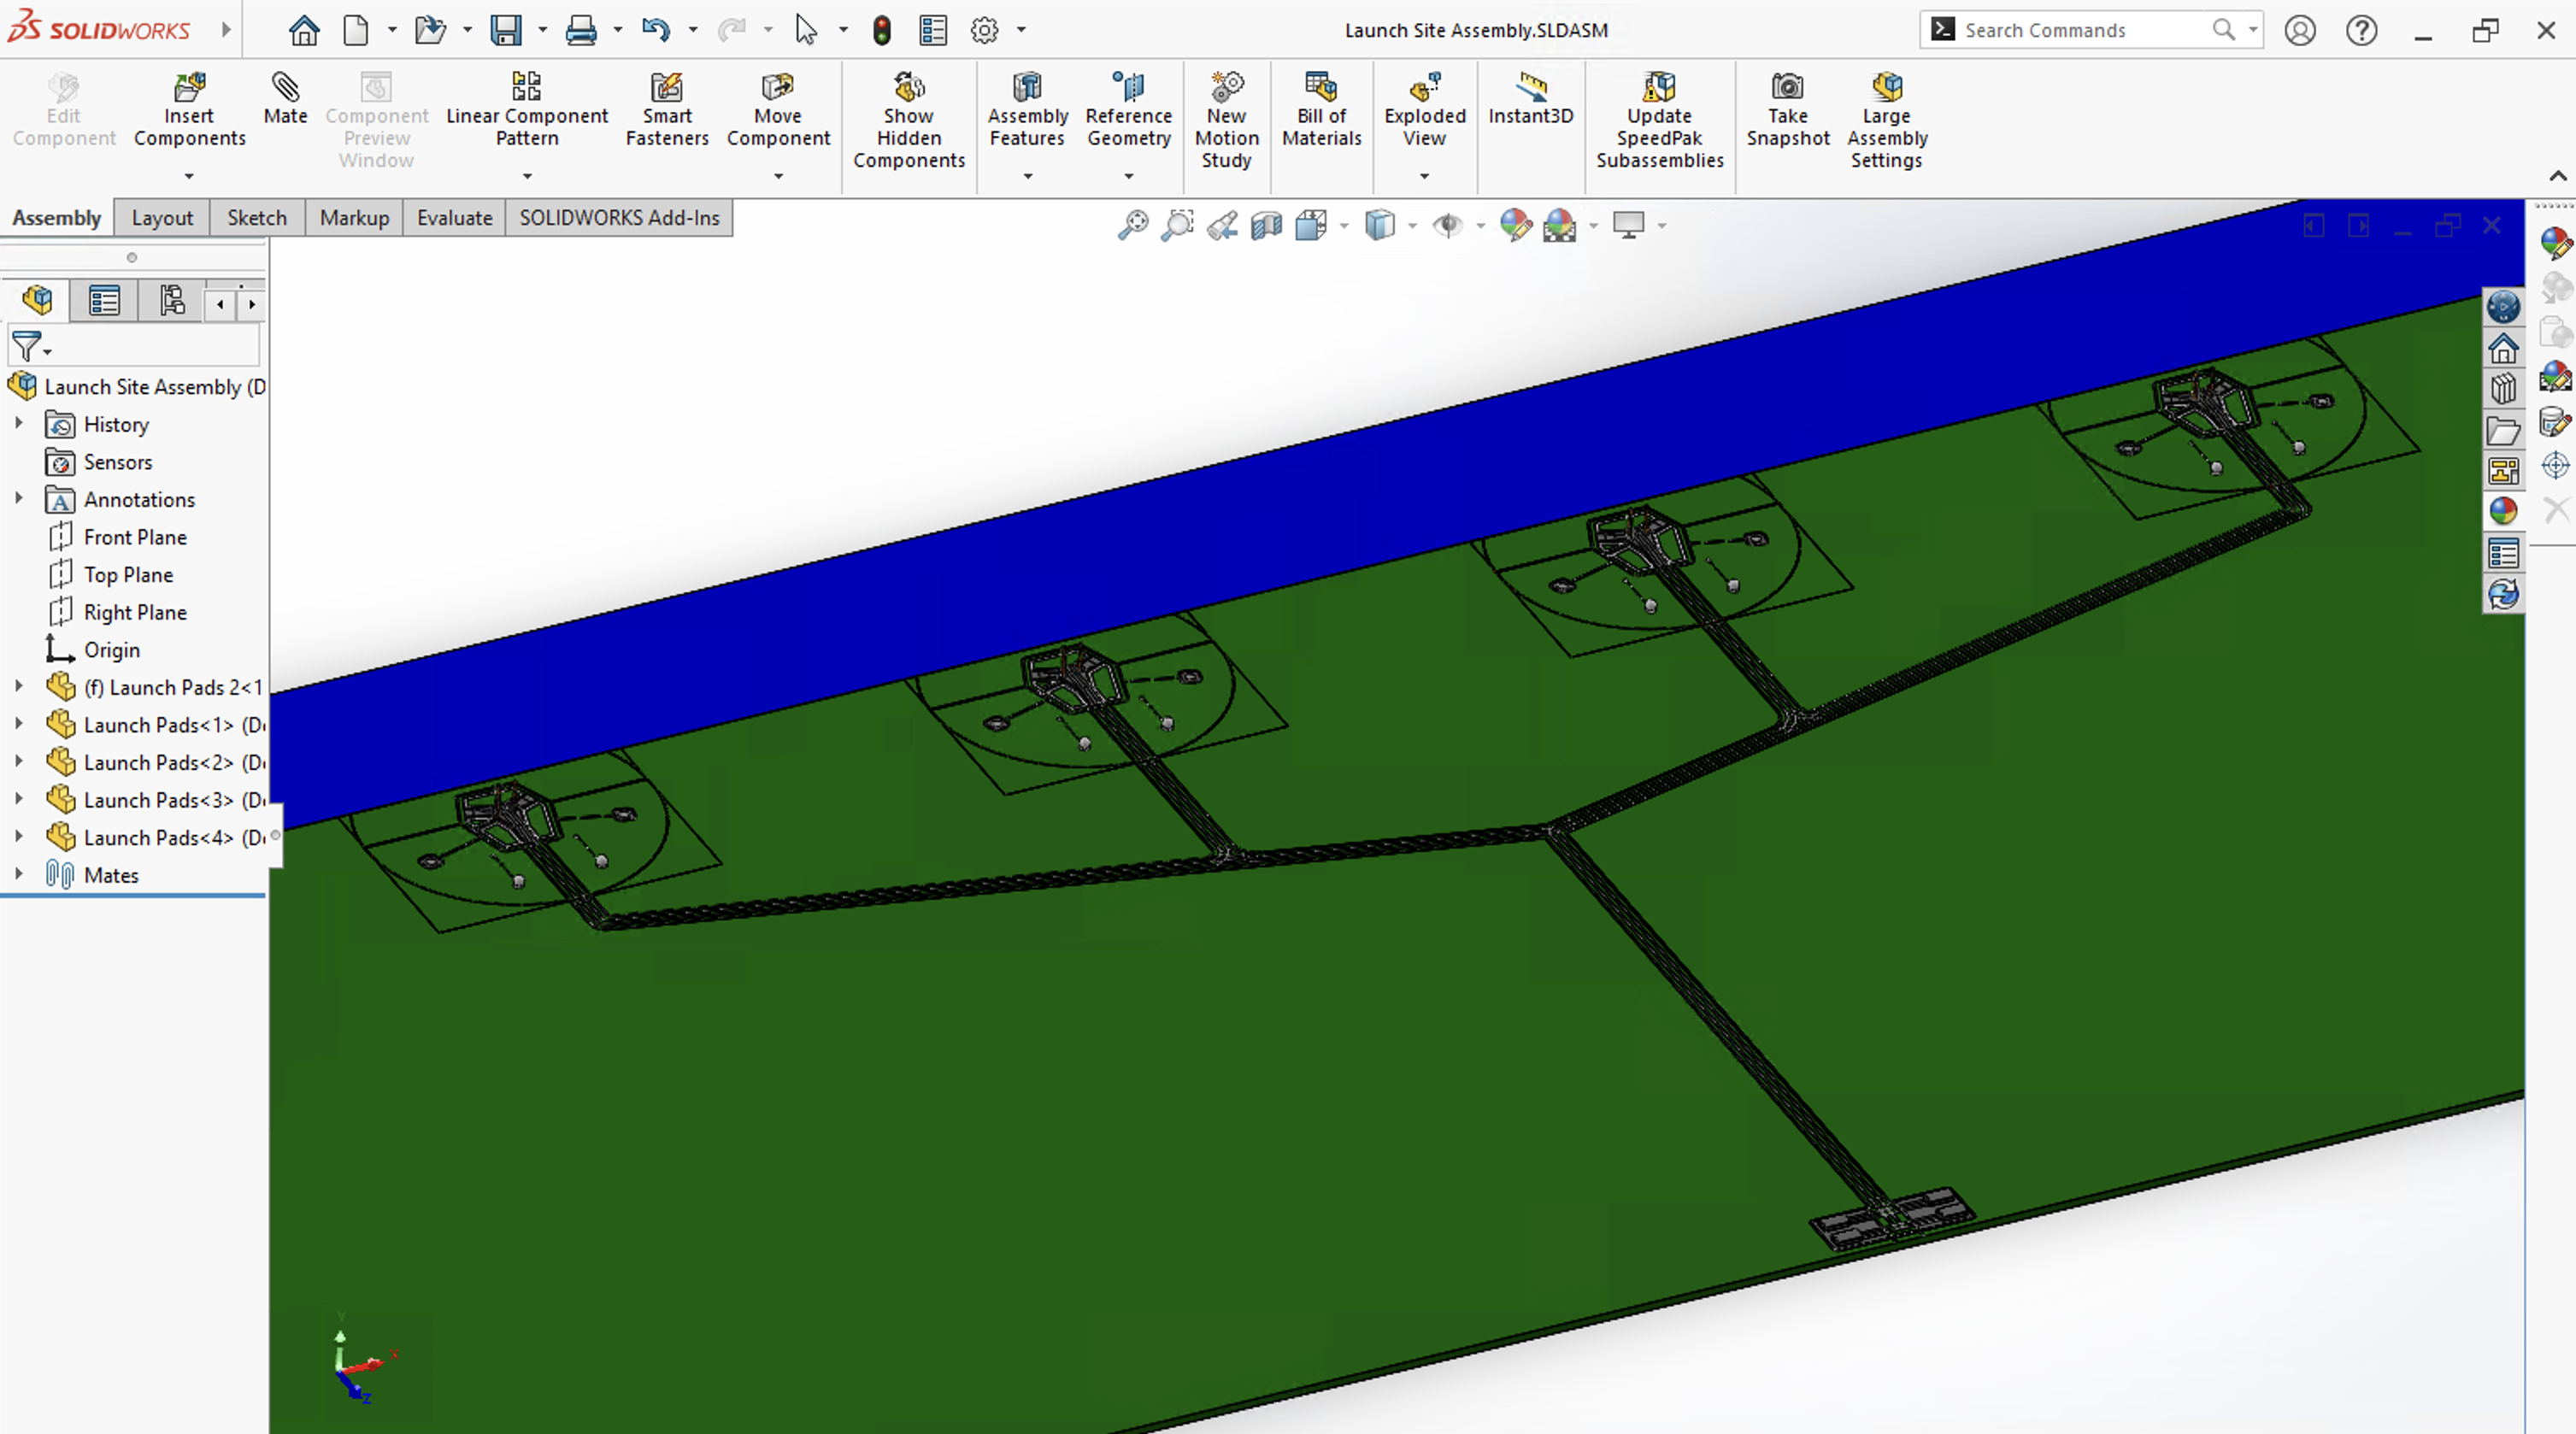 SOLIDWORKS
Launch Site Assembly.SLDASM
Search Commands
Edit
Component
Insert
Components
Mate
Component
Preview
Window
Linear Component
Pattern
Smart
Fasteners
Move
Component
Show
Hidden
Components
Assembly
Features
Reference
Geometry
New
Motion
Study
Bill of
Materials
Exploded
View
Instant3D
Update
SpeedPak
Subassemblies
Take
Snapshot
Large
Assembly
Settings
Assembly
Layout
Sketch
Markup
Evaluate
SOLIDWORKS Add-Ins
Launch Site Assembly (D
History
Sensors
Annotations
Front Plane
Top Plane
Right Plane
Origin
(f) Launch Pads 2<1
Launch Pads<1> (D
Launch Pads<2> (D
Launch Pads<3> (D
Launch Pads<4> (D
Mates
Y
X
Z